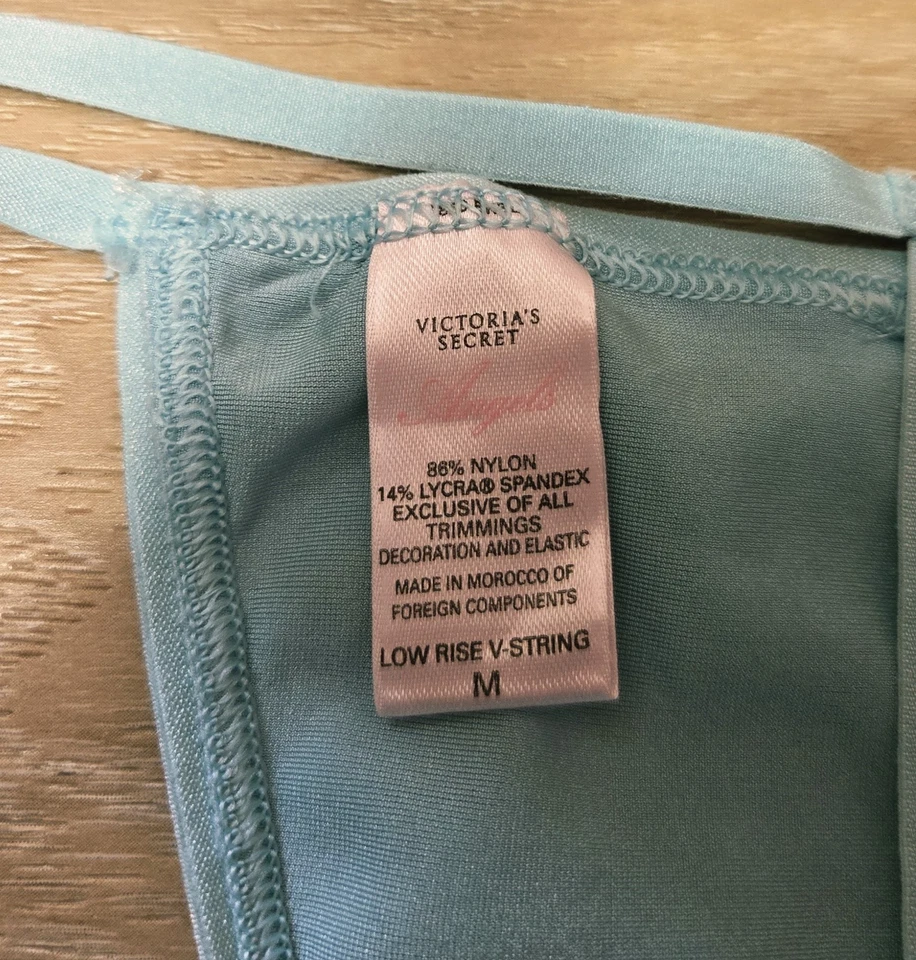 VICTORIA'S
SECRET
Angels
86% NYLON
14% LYCRA® SPANDEX
EXCLUSIVE OF ALL
TRIMMINGS
DECORATION AND ELASTIC
MADE IN MOROCCO OF
FOREIGN COMPONENTS
LOW RISE V-STRING
M